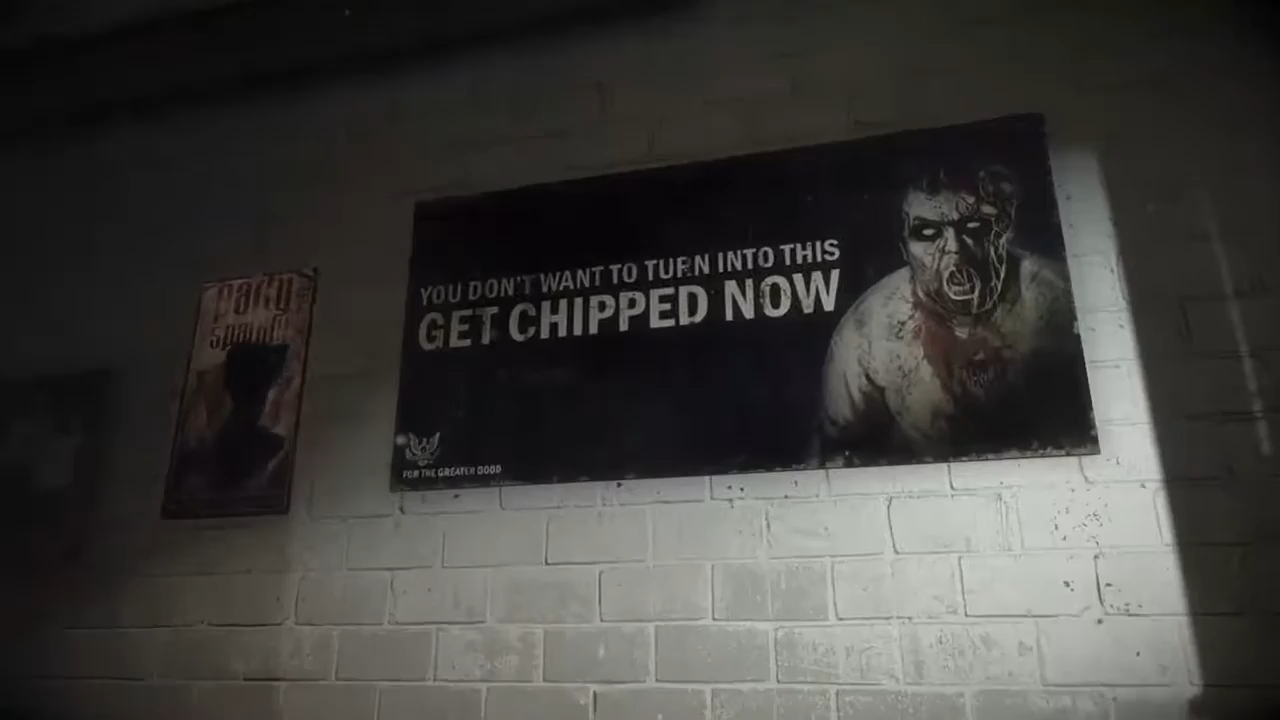 YOU DON'T WANT TO TURN INTO THIS
GET CHIPPED NOW
FOR THE GREATER GOOD